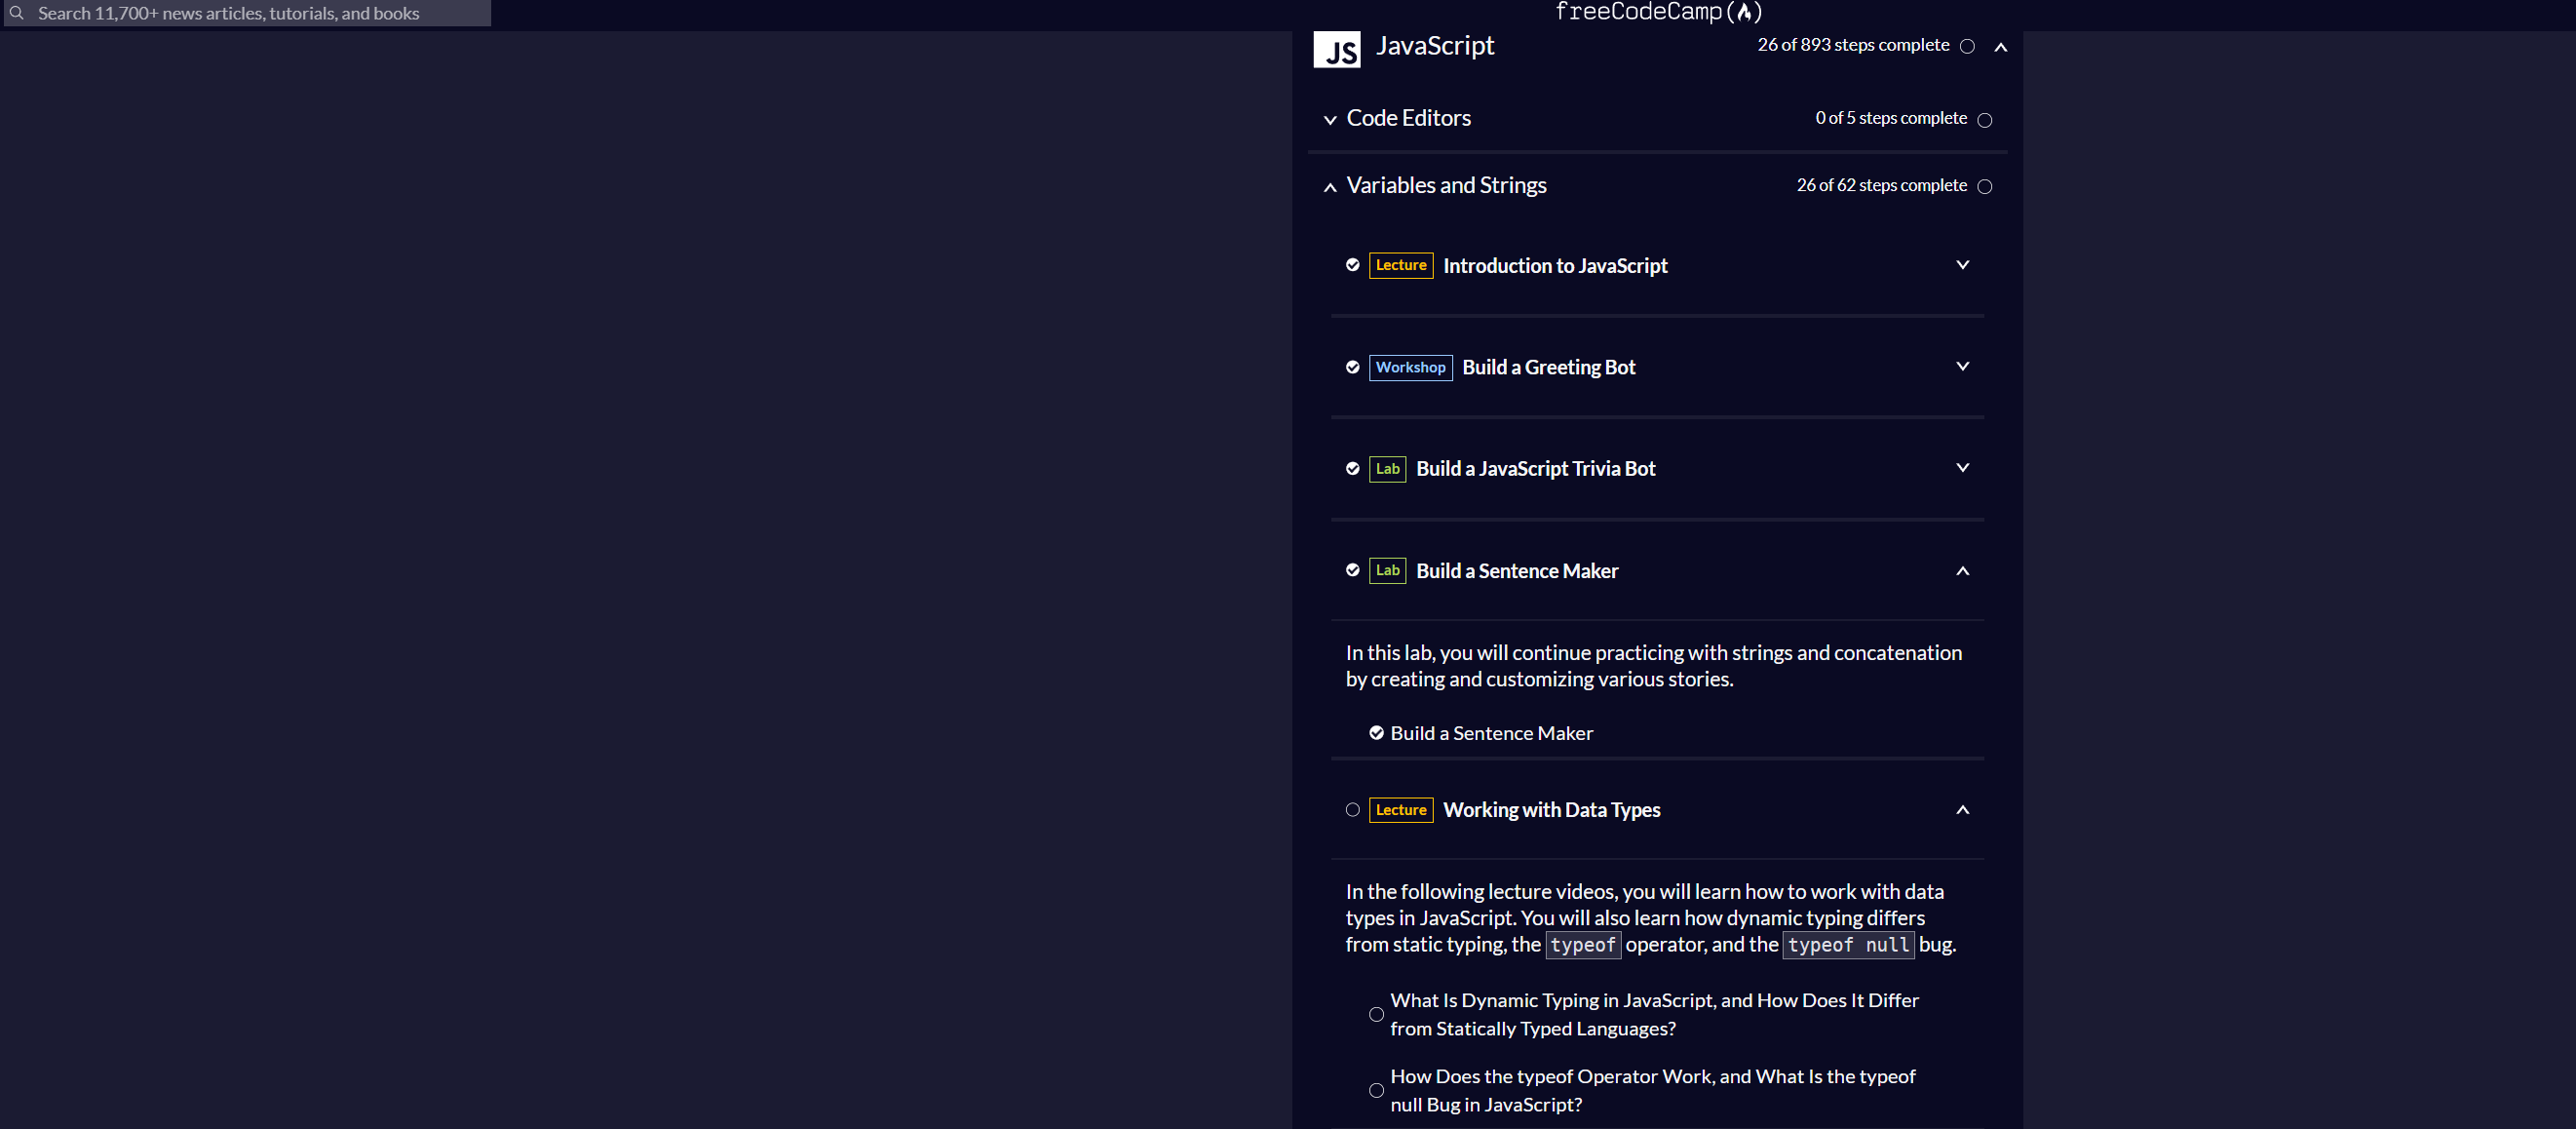 Search 11,700+ news articles, tutorials, and books
freeCodeCamp(🔥)
JS JavaScript 26 of 893 steps complete
Code Editors 0 of 5 steps complete
Variables and Strings 26 of 62 steps complete
Lecture Introduction to JavaScript
Workshop Build a Greeting Bot
Lab Build a JavaScript Trivia Bot
Lab Build a Sentence Maker
In this lab, you will continue practicing with strings and concatenation
by creating and customizing various stories.
Build a Sentence Maker
Lecture Working with Data Types
In the following lecture videos, you will learn how to work with data
types in JavaScript. You will also learn how dynamic typing differs
from static typing, the typeof operator, and the typeof null bug.
What Is Dynamic Typing in JavaScript, and How Does It Differ
from Statically Typed Languages?
How Does the typeof Operator Work, and What Is the typeof
null Bug in JavaScript?